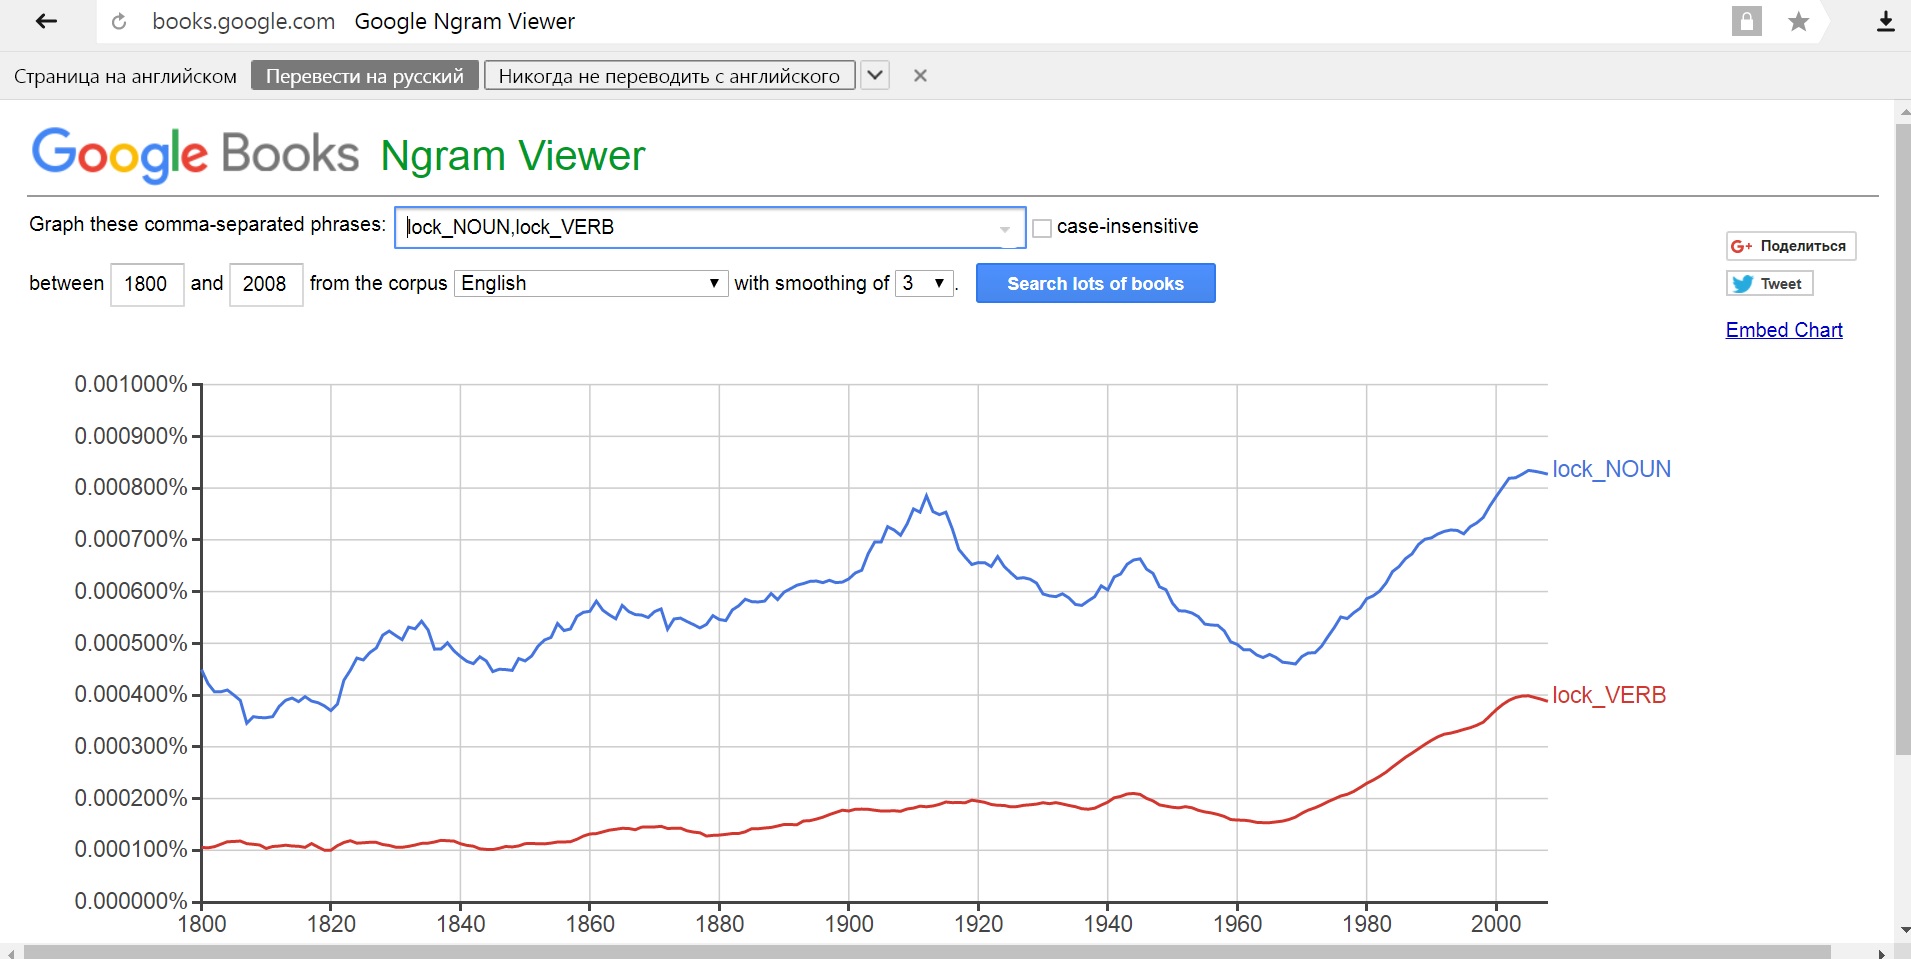 books.google.com Google Ngram Viewer
Страница на английском Перевести на русский Никогда не переводить с английского
Google Books Ngram Viewer
Graph these comma-separated phrases: lock_NOUN,lock_VERB case-insensitive
G+ Поделиться
between 1800 and 2008 from the corpus English with smoothing of 3 . Search lots of books
Tweet
Embed Chart
0.001000%
0.000900%
0.000800%
0.000700%
0.000600%
0.000500%
0.000400%
0.000300%
0.000200%
0.000100%
0.000000%
lock_NOUN
lock_VERB
1800 1820 1840 1860 1880 1900 1920 1940 1960 1980 2000